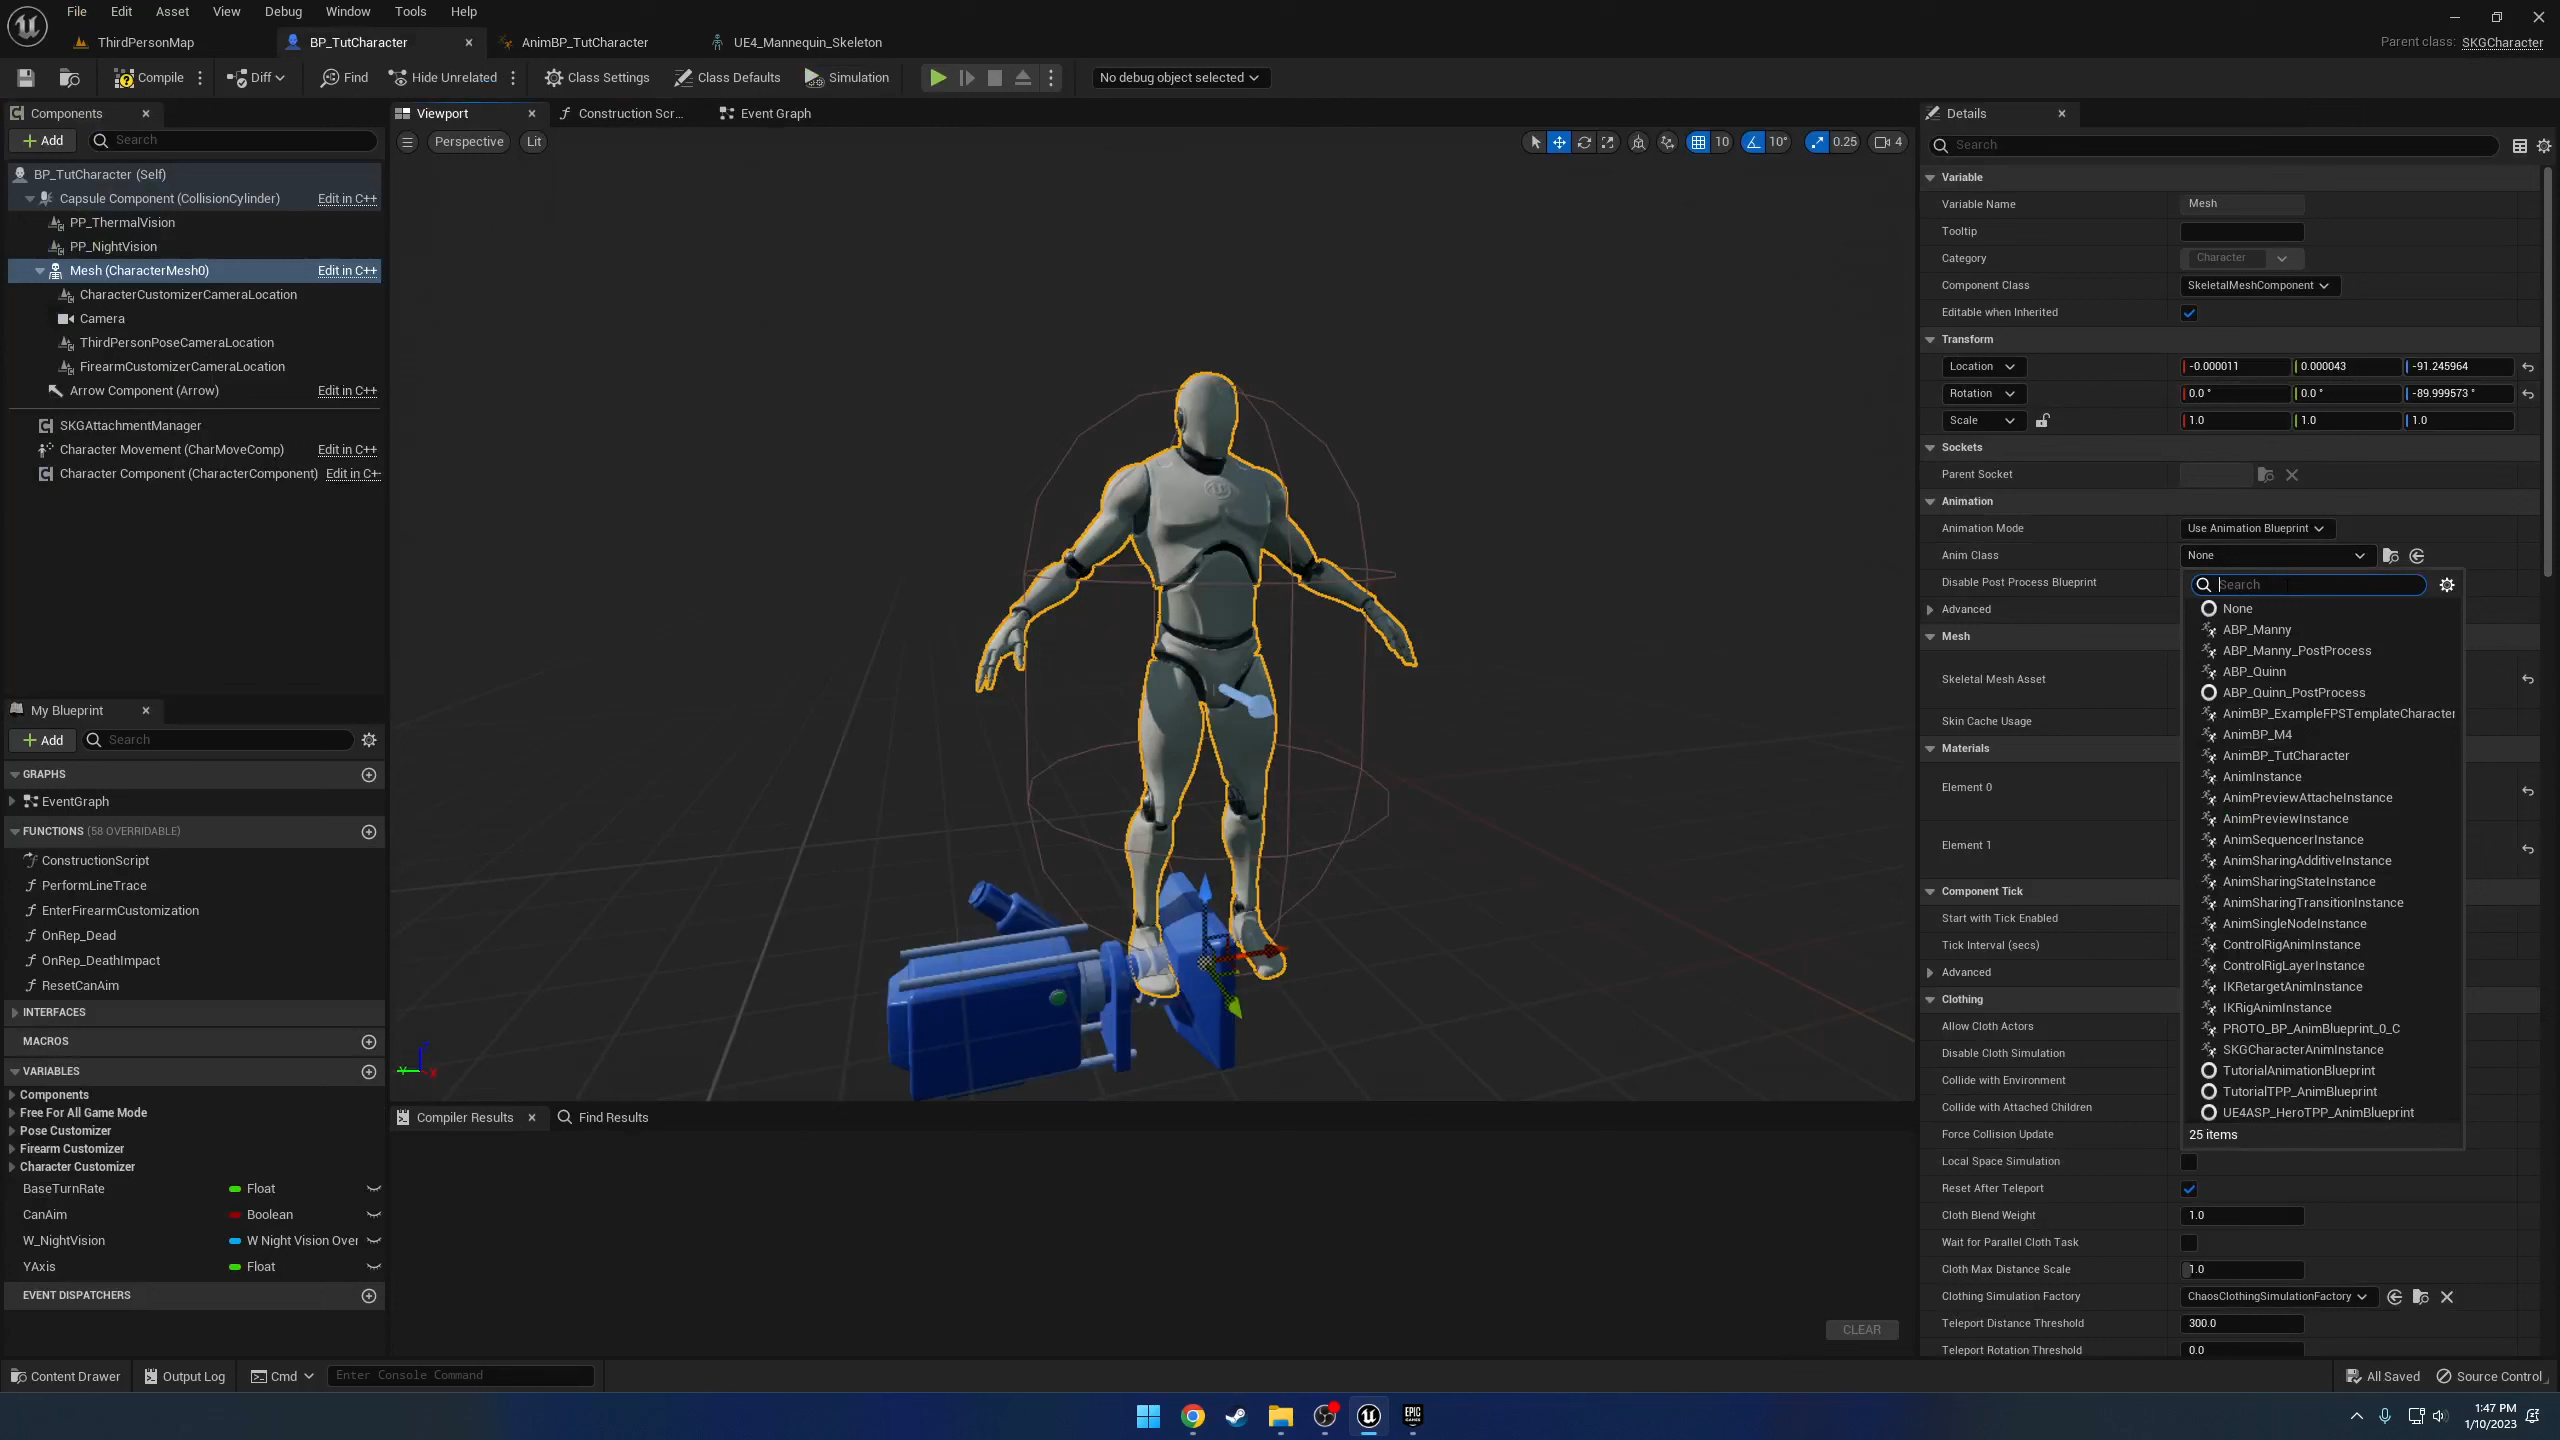 File Edit Asset View Debug Window Tools Help
ThirdPersonMap BP_TutCharacter AnimBP_TutCharacter UE4_Mannequin_Skeleton Parent class: SKGCharacter
Compile Diff Find Hide Unrelated Class Settings Class Defaults Simulation No debug object selected
Components
Add Search
BP_TutCharacter (Self)
Capsule Component (CollisionCylinder) Edit in C++
PP_ThermalVision
PP_NightVision
Mesh (CharacterMesh0) Edit in C++
CharacterCustomizerCameraLocation
Camera
ThirdPersonPoseCameraLocation
FirearmCustomizerCameraLocation
Arrow Component (Arrow) Edit in C++
SKGAttachmentManager
Character Movement (CharMoveComp) Edit in C++
Character Component (CharacterComponent) Edit in C+
My Blueprint
Add Search
GRAPHS
EventGraph
FUNCTIONS (58 OVERRIDABLE)
ConstructionScript
PerformLineTrace
EnterFirearmCustomization
OnRep_Dead
OnRep_DeathImpact
ResetCanAim
INTERFACES
MACROS
VARIABLES
Components
Free For All Game Mode
Pose Customizer
Firearm Customizer
Character Customizer
BaseTurnRate Float
CanAim Boolean
W_NightVision W Night Vision Over
YAxis Float
EVENT DISPATCHERS
Viewport Construction Scr... Event Graph
Perspective Lit 10 10° 0.25 4
Compiler Results Find Results
CLEAR
Details
Search
Variable
Variable Name Mesh
Tooltip
Category Character
Component Class SkeletalMeshComponent
Editable when Inherited
Transform
Location -0.000011 0.000043 -91.245964
Rotation 0.0 ° 0.0 ° -89.999573 °
Scale 1.0 1.0 1.0
Sockets
Parent Socket
Animation
Animation Mode Use Animation Blueprint
Anim Class None
Disable Post Process Blueprint
Advanced
Mesh
Skeletal Mesh Asset
Skin Cache Usage
Materials
Element 0
Element 1
Component Tick
Start with Tick Enabled
Tick Interval (secs)
Advanced
Clothing
Allow Cloth Actors
Disable Cloth Simulation
Collide with Environment
Collide with Attached Children
Force Collision Update
Local Space Simulation
Reset After Teleport
Cloth Blend Weight 1.0
Wait for Parallel Cloth Task
Cloth Max Distance Scale 1.0
Clothing Simulation Factory ChaosClothingSimulationFactory
Teleport Distance Threshold 300.0
Teleport Rotation Threshold 0.0
Search
None
ABP_Manny
ABP_Manny_PostProcess
ABP_Quinn
ABP_Quinn_PostProcess
AnimBP_ExampleFPSTemplateCharacter
AnimBP_M4
AnimBP_TutCharacter
AnimInstance
AnimPreviewAttacheInstance
AnimPreviewInstance
AnimSequencerInstance
AnimSharingAdditiveInstance
AnimSharingStateInstance
AnimSharingTransitionInstance
AnimSingleNodeInstance
ControlRigAnimInstance
ControlRigLayerInstance
IKRetargetAnimInstance
IKRigAnimInstance
PROTO_BP_AnimBlueprint_0_C
SKGCharacterAnimInstance
TutorialAnimationBlueprint
TutorialTPP_AnimBlueprint
UE4ASP_HeroTPP_AnimBlueprint
25 items
Content Drawer Output Log Cmd Enter Console Command All Saved Source Control
1:47 PM
1/10/2023